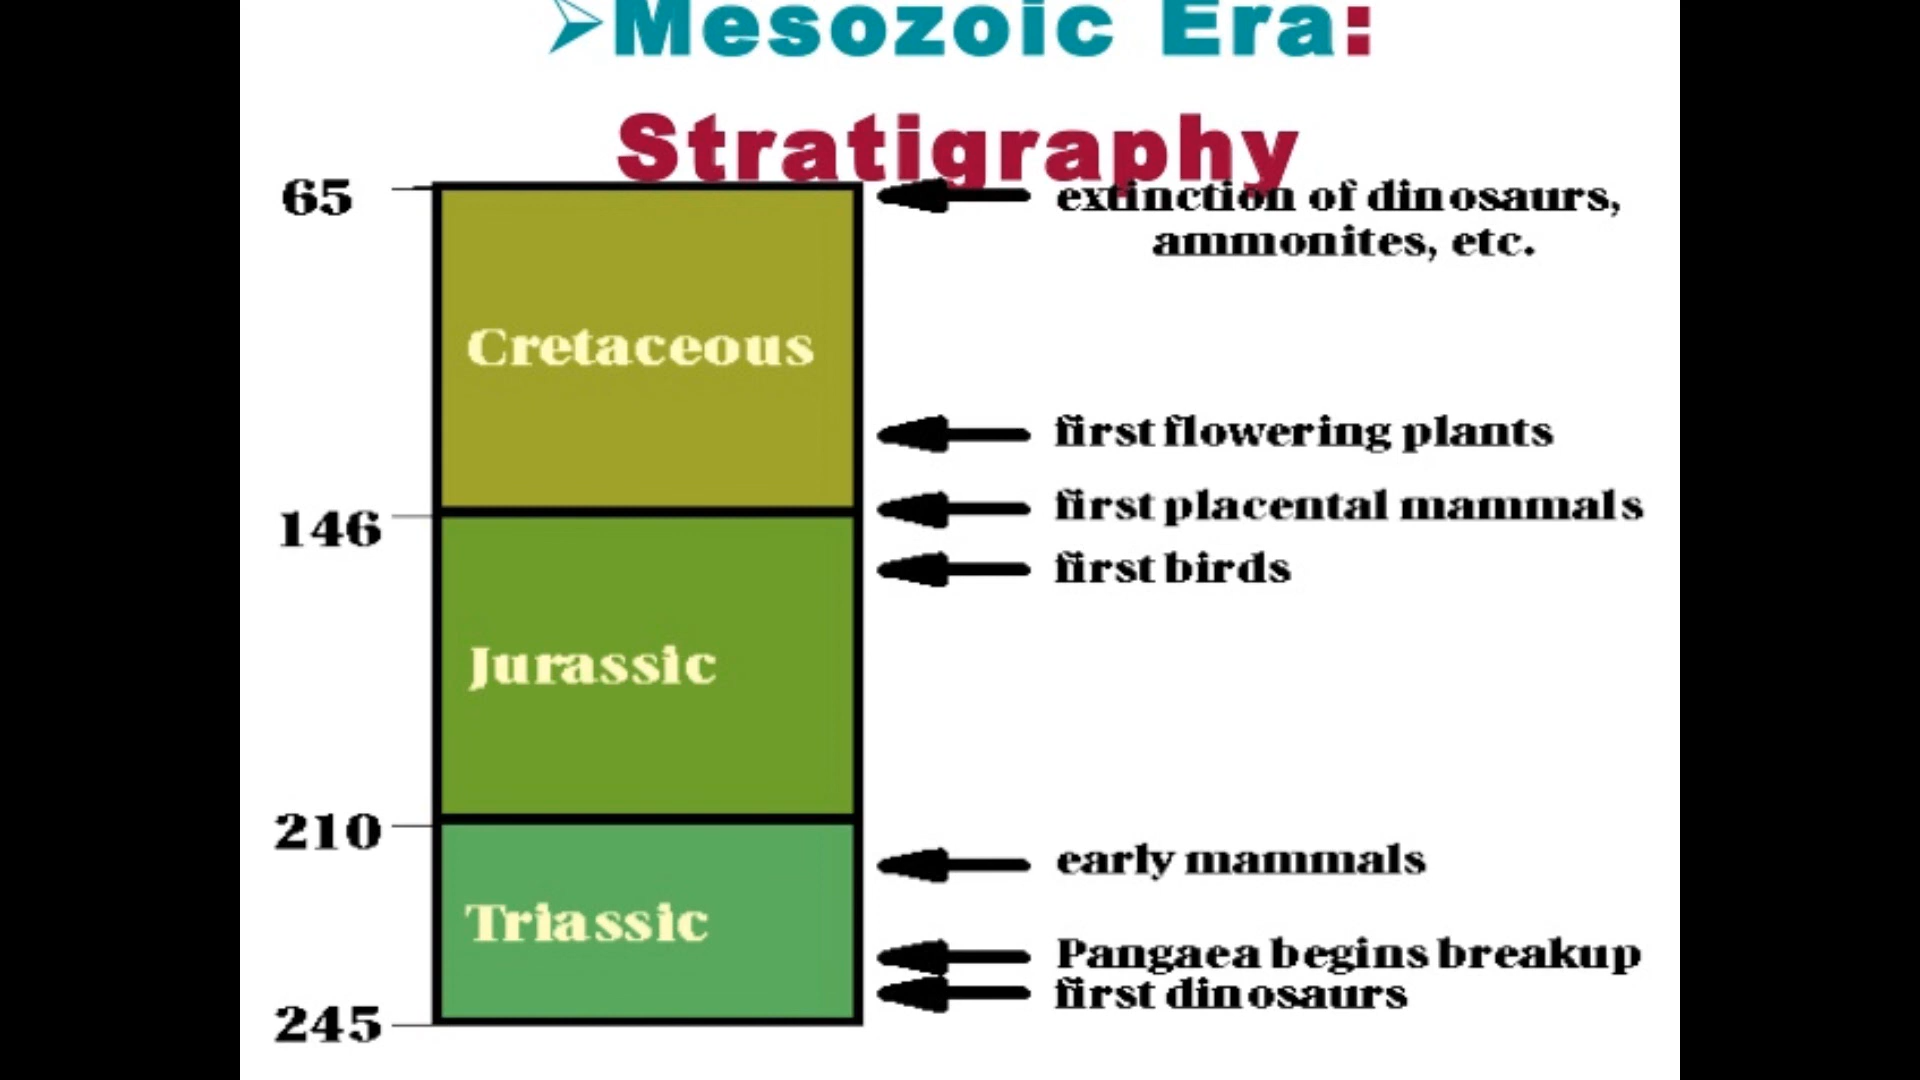 Mesozoic Era:
Stratigraphy
65
extinction of dinosaurs,
ammonites, etc.
Cretaceous
first flowering plants
first placental mammals
146
first birds
Jurassic
210
early mammals
Triassic
Pangaea begins breakup
first dinosaurs
245